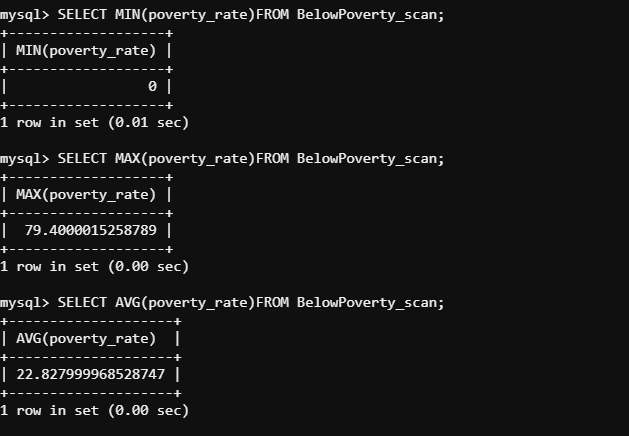 mysql> SELECT MIN(poverty_rate)FROM BelowPoverty_scan;
+-------------------+
| MIN(poverty_rate) |
+-------------------+
|                 0 |
+-------------------+
1 row in set (0.01 sec)

mysql> SELECT MAX(poverty_rate)FROM BelowPoverty_scan;
+-------------------+
| MAX(poverty_rate) |
+-------------------+
|  79.4000015258789 |
+-------------------+
1 row in set (0.00 sec)

mysql> SELECT AVG(poverty_rate)FROM BelowPoverty_scan;
+--------------------+
| AVG(poverty_rate)  |
+--------------------+
| 22.827999968528747 |
+--------------------+
1 row in set (0.00 sec)